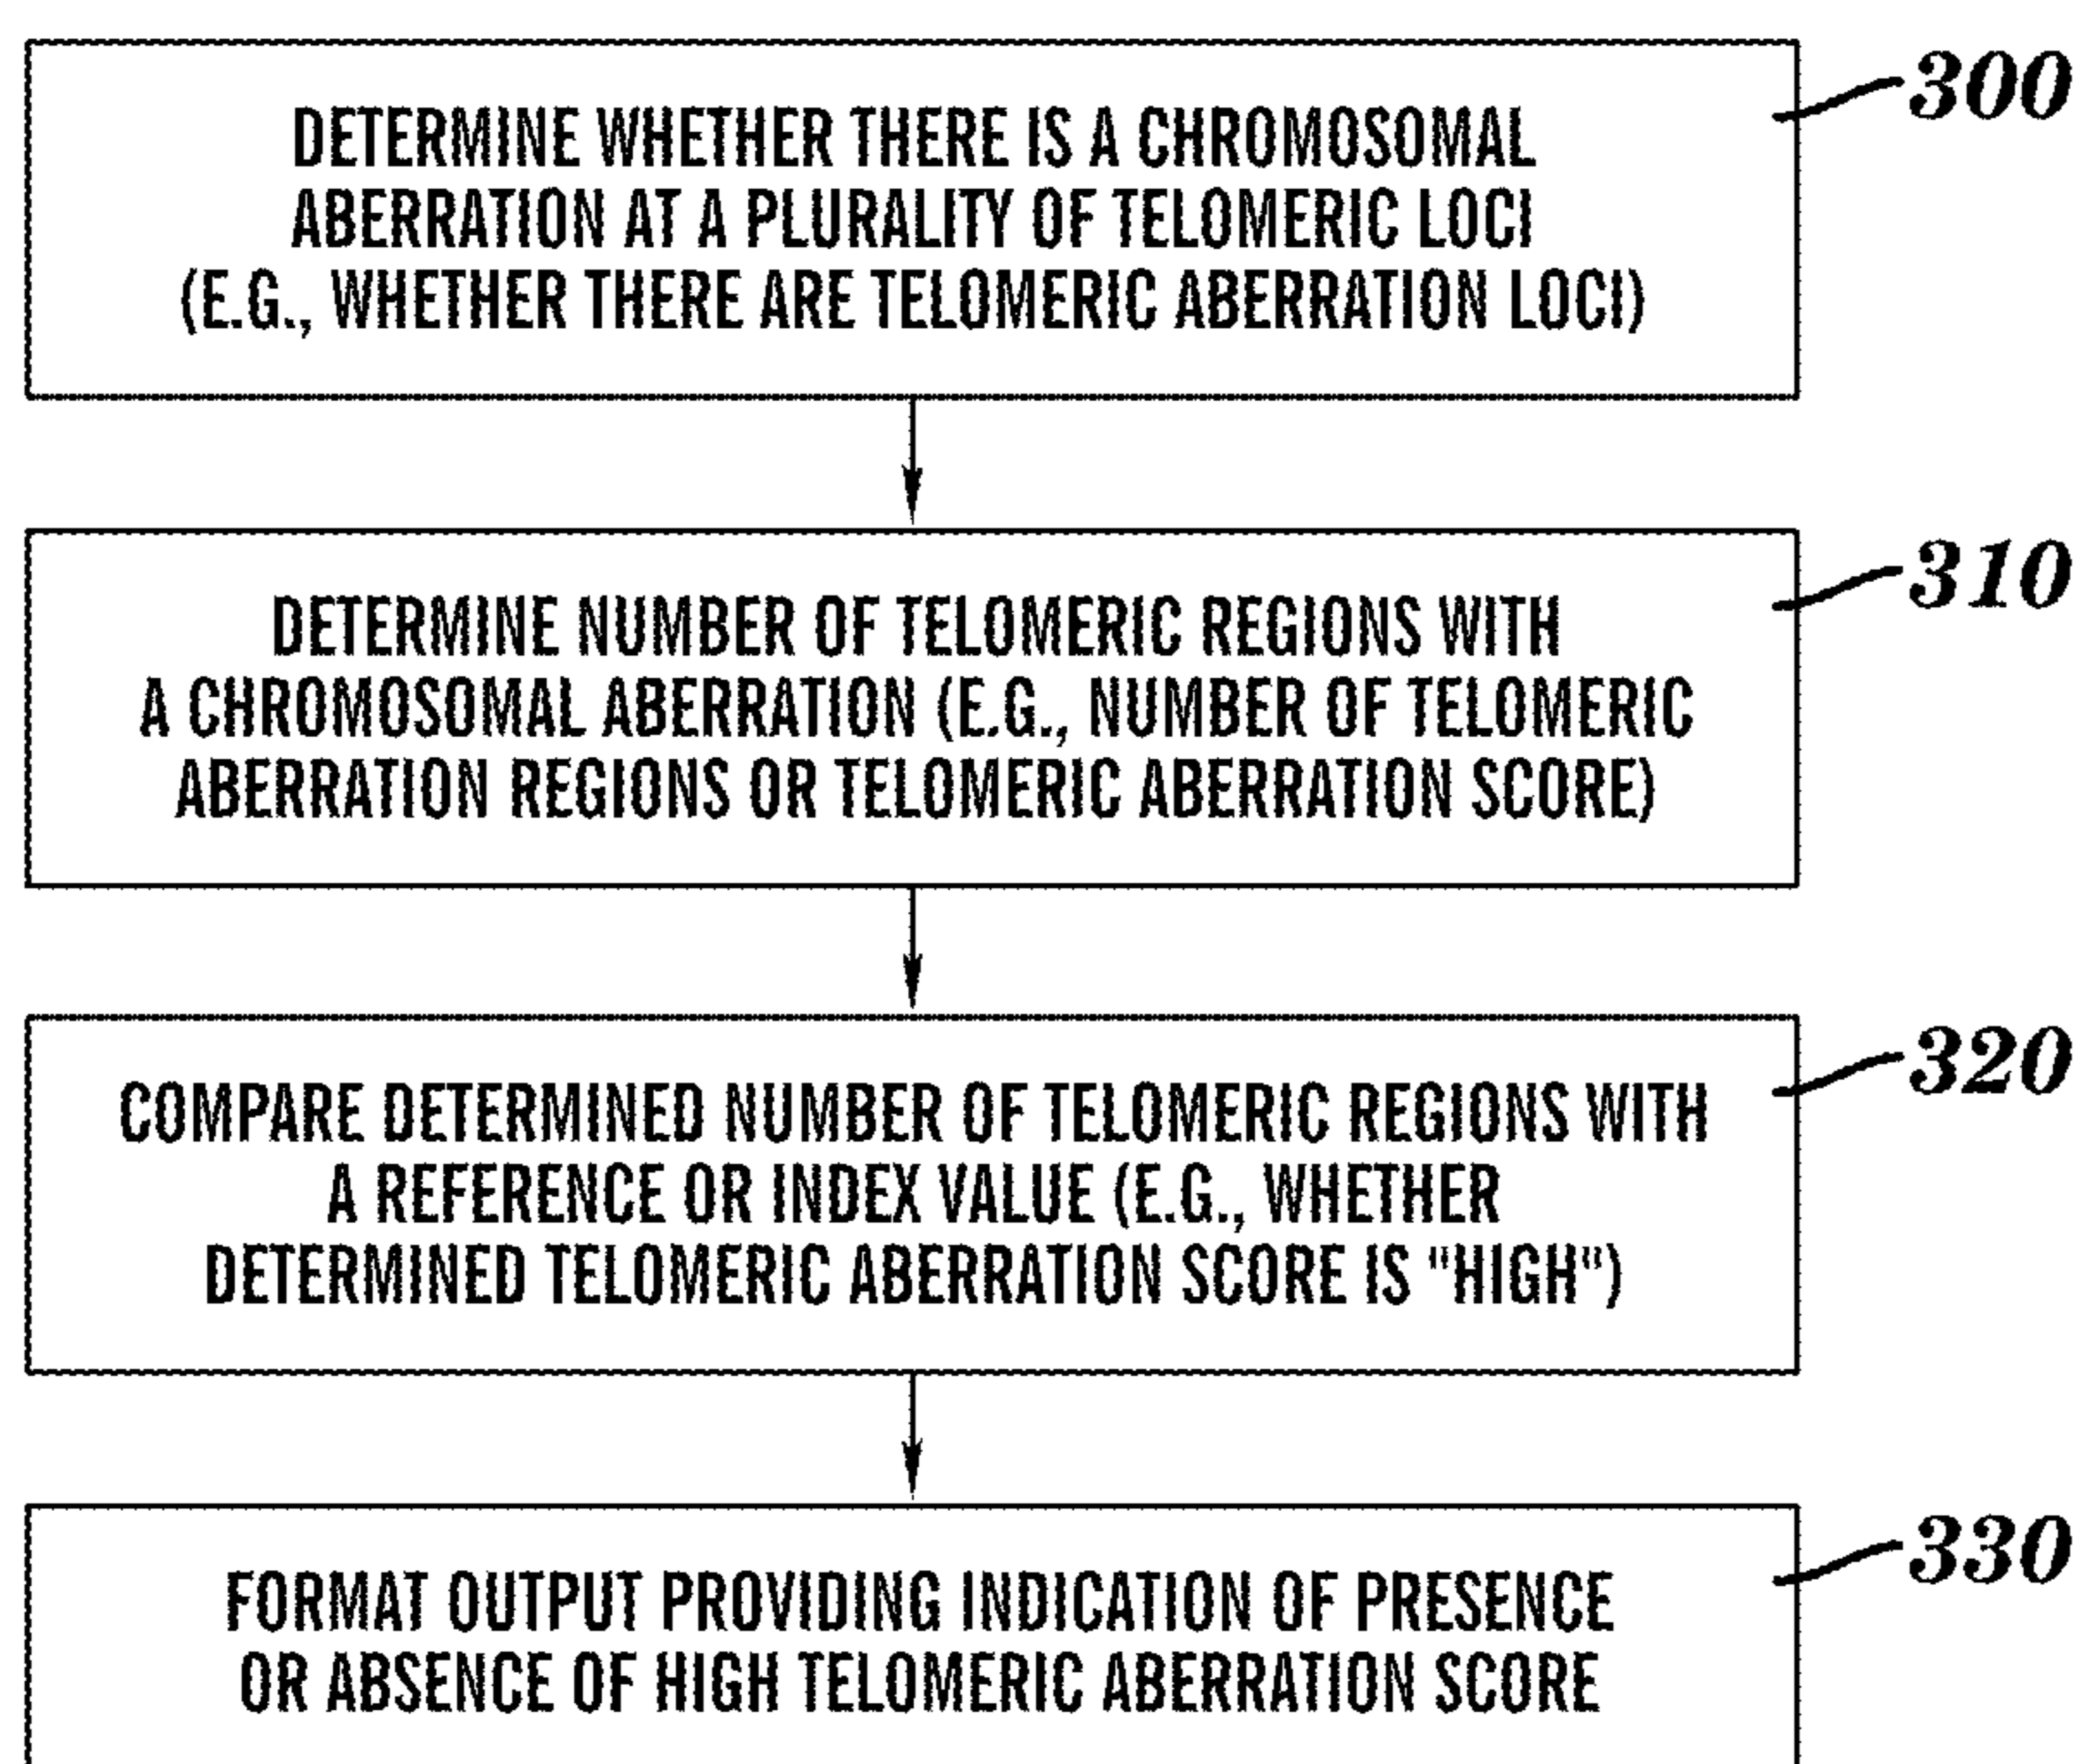 300
DETERMINE WHETHER THERE IS A CHROMOSOMAL
ABERRATION AT A PLURALITY OF TELOMERIC LOCI
(E.G., WHETHER THERE ARE TELOMERIC ABERRATION LOCI)
310
DETERMINE NUMBER OF TELOMERIC REGIONS WITH
A CHROMOSOMAL ABERRATION (E.G., NUMBER OF TELOMERIC
ABERRATION REGIONS OR TELOMERIC ABERRATION SCORE)
320
COMPARE DETERMINED NUMBER OF TELOMERIC REGIONS WITH
A REFERENCE OR INDEX VALUE (E.G., WHETHER
DETERMINED TELOMERIC ABERRATION SCORE IS "HIGH")
330
FORMAT OUTPUT PROVIDING INDICATION OF PRESENCE
OR ABSENCE OF HIGH TELOMERIC ABERRATION SCORE